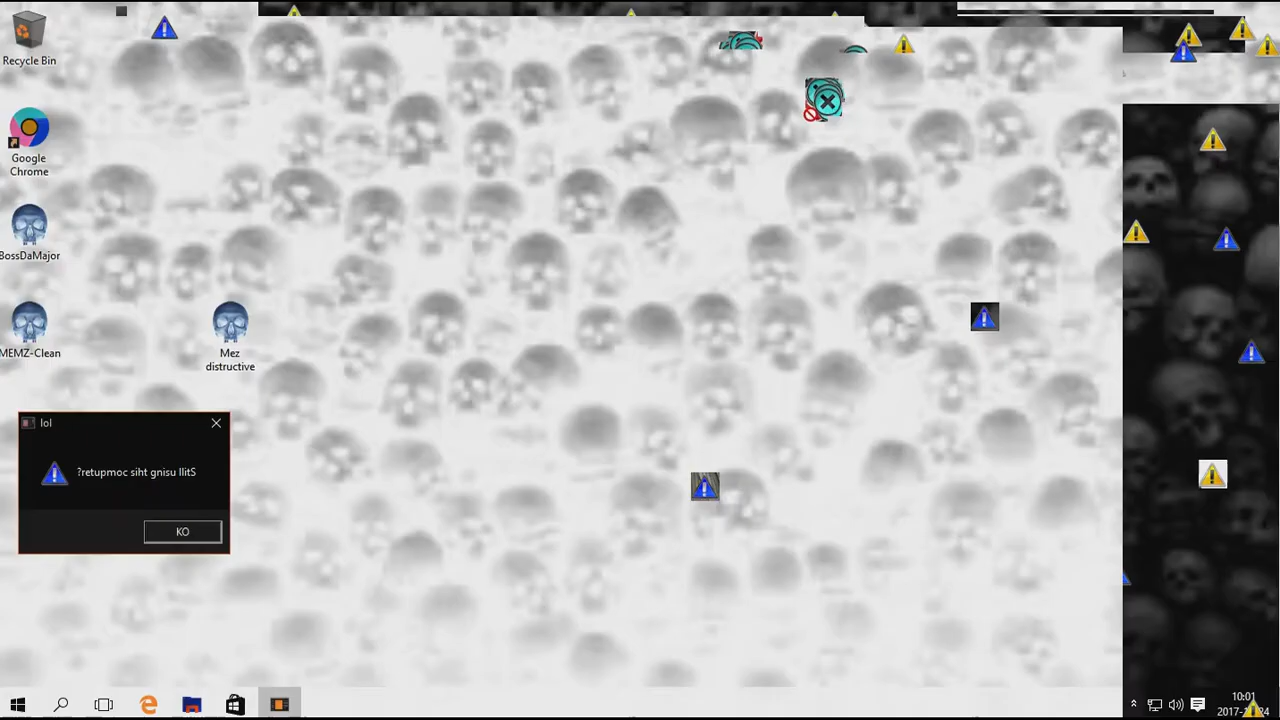 Recycle Bin
Google
Chrome
BossDaMajor
MEMZ-Clean
Mez
distructive
lol
?retupmoc siht gnisu llitS
KO
10:01